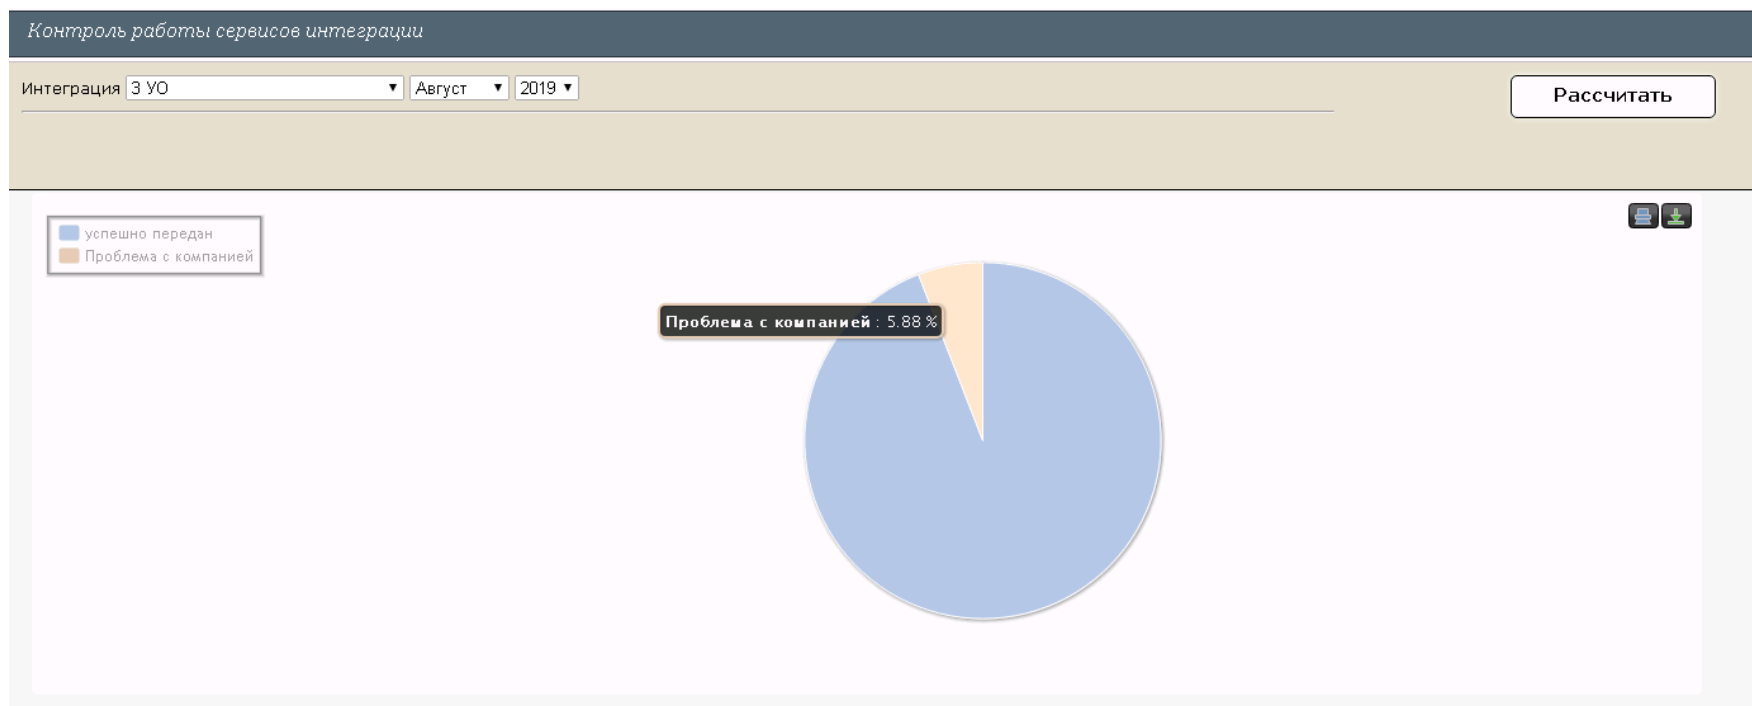 Контроль работы сервисов интеграции
Интеграция 3 УО Август 2019
Рассчитать
успешно передан
Проблема с компанией
Проблема с компанией : 5.88 %